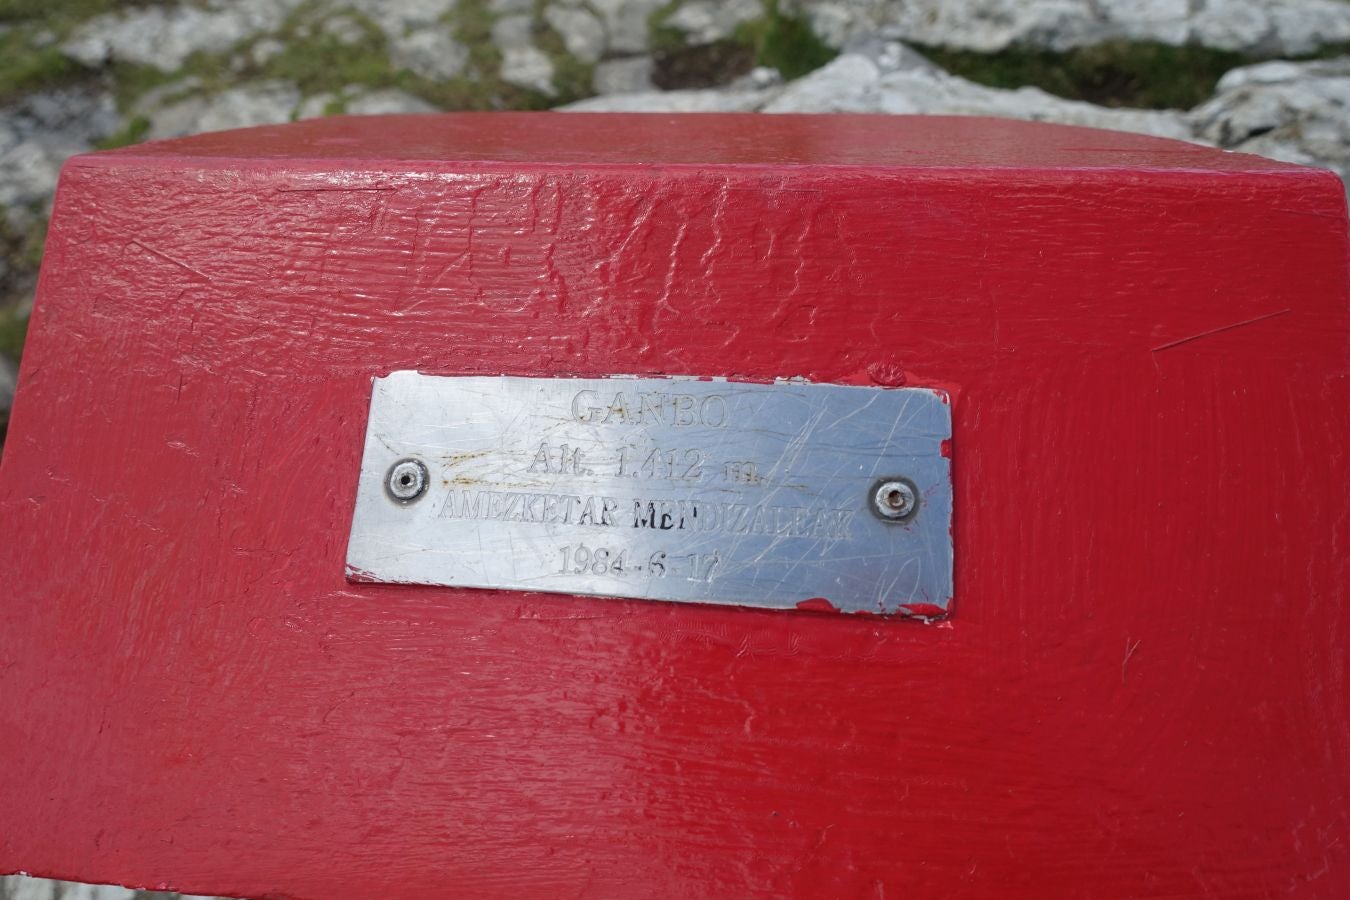 GANBO
Alt. 1.412 m.
AMEZKETAR MENDIZALEAK
1984-6-17